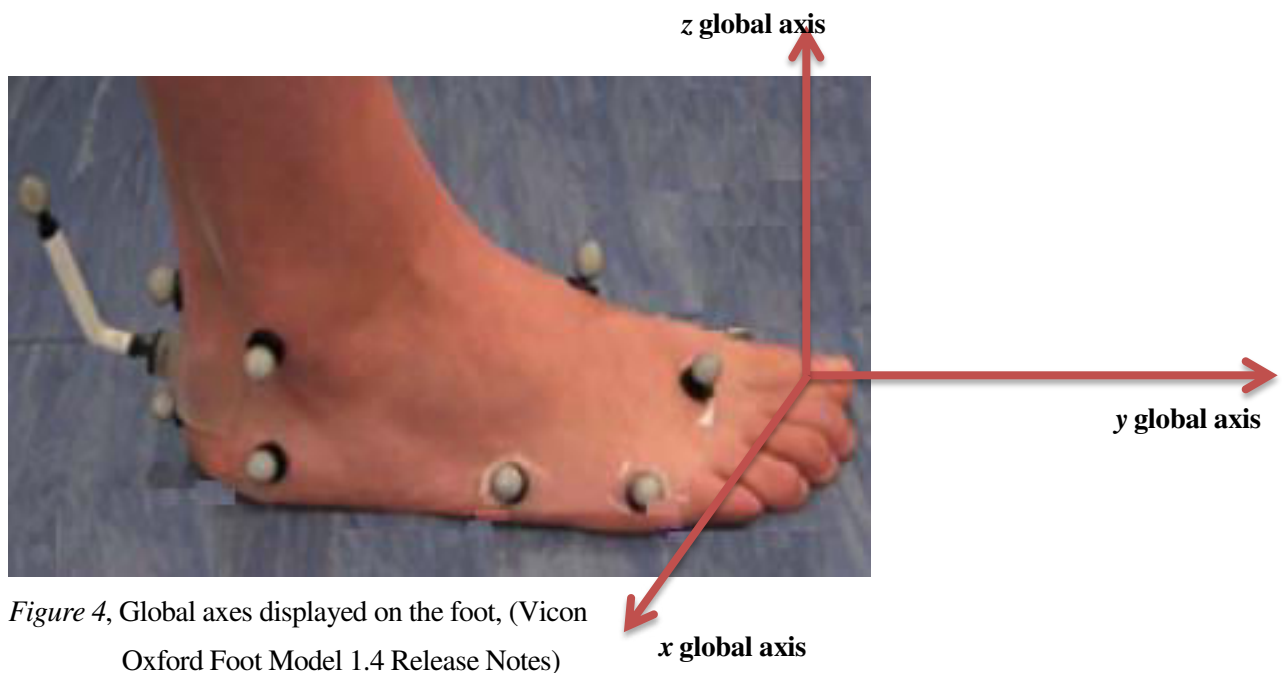 z global axis
y global axis
Figure 4, Global axes displayed on the foot, (Vicon
Oxford Foot Model 1.4 Release Notes)
x global axis